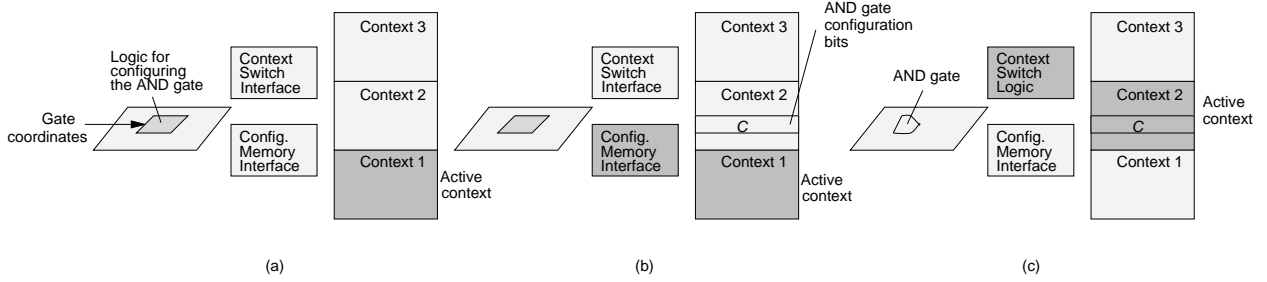 Logic for
configuring
the AND gate
Gate
coordinates
Context
Switch
Interface
Config.
Memory
Interface
Context 3
Context 2
Context 1
Active
context
(a)
Context
Switch
Interface
Config.
Memory
Interface
Context 3
Context 2
C
Context 1
AND gate
configuration
bits
Active
context
(b)
AND gate
Context
Switch
Logic
Config.
Memory
Interface
Context 3
Context 2
C
Context 1
Active
context
(c)